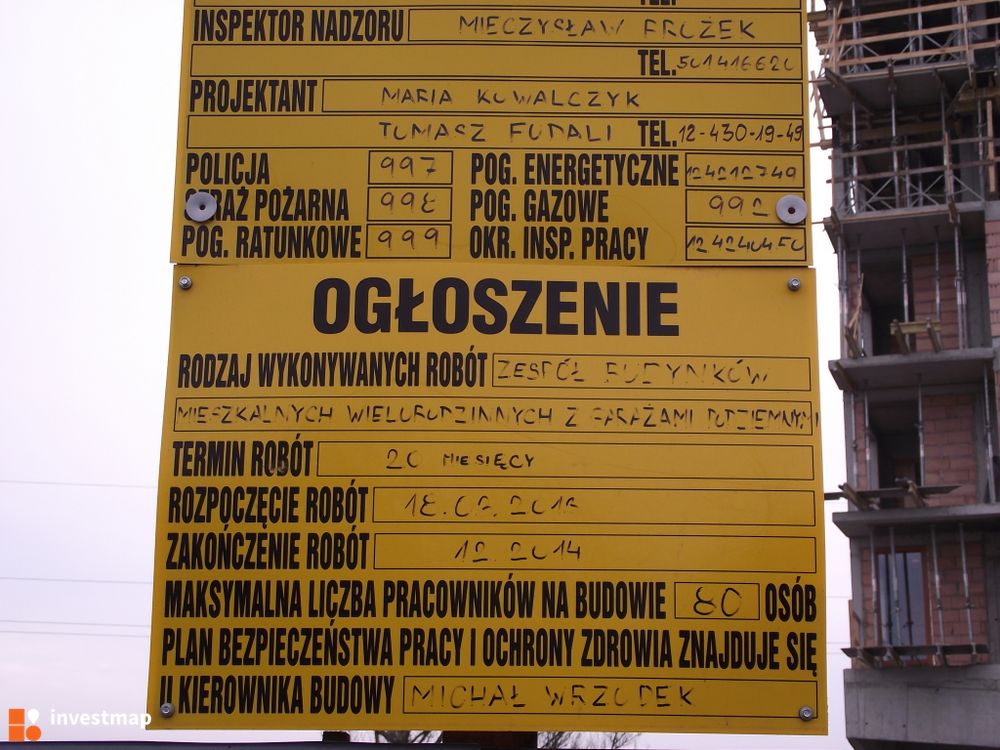 TEL.
INSPEKTOR NADZORU MIECZYSŁAW BROŻEK
TEL. 501416620
PROJEKTANT MARIA KOWALCZYK
TOMASZ FUDALI TEL. 12-430-19-49
POLICJA 997 POG. ENERGETYCZNE
POŻARNA 998 POG. GAZOWE 992
POG. RATUNKOWE 999 OKR. INSP. PRACY
OGŁOSZENIE
RODZAJ WYKONYWANYCH ROBÓT ZESPÓŁ BUDYNKÓW
MIESZKALNYCH WIELORODZINNYCH Z GARAŻAMI PODZIEMNYMI
TERMIN ROBÓT 20 MIESIĘCY
ROZPOCZĘCIE ROBÓT
ZAKOŃCZENIE ROBÓT 12.2014
MAKSYMALNA LICZBA PRACOWNIKÓW NA BUDOWIE 80 OSÓB
PLAN BEZPIECZEŃSTWA PRACY I OCHRONY ZDROWIA ZNAJDUJE SIĘ
U KIEROWNIKA BUDOWY MICHAŁ WRZODEK
investmap